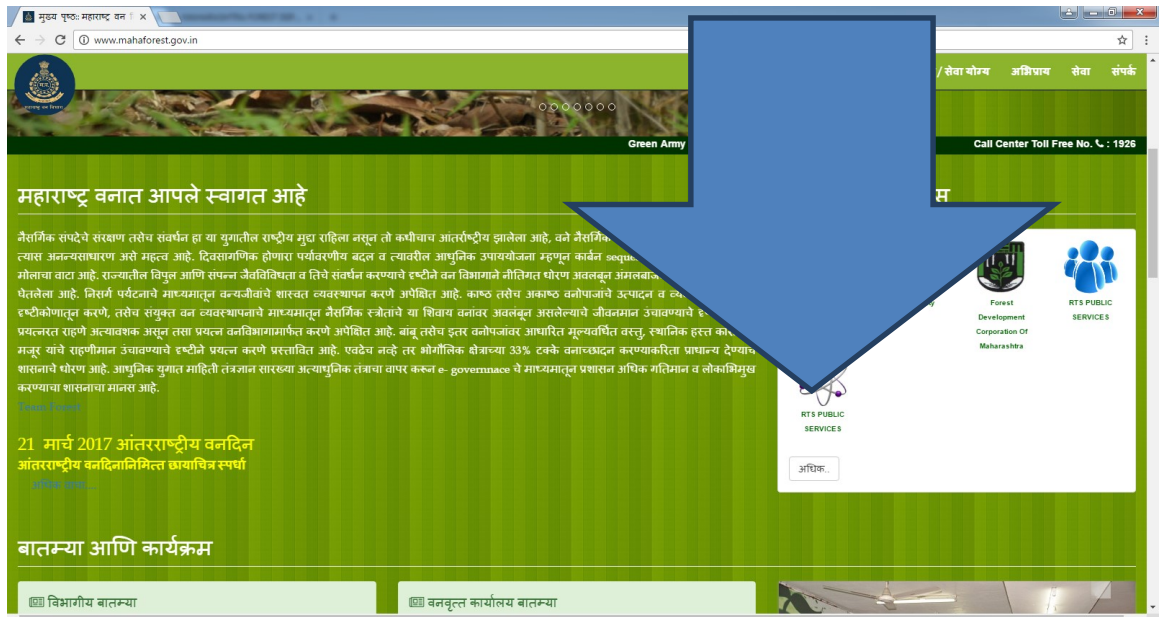 मुख्य पृष्ठ:: महाराष्ट्र वन
www.mahaforest.gov.in
/ सेवा योग्य अभिप्राय सेवा संपर्क
Green Army
Call Center Toll Free No. : 1926
महाराष्ट्र वनात आपले स्वागत आहे
नैसर्गिक संपदेचे संरक्षण तसेच संवर्धन हा या युगातील राष्ट्रीय मुद्दा राहिला नसून तो कधीचाच आंतर्राष्ट्रीय झालेला आहे, वने नैसर्गिक
त्यास अनन्यसाधारण असे महत्व आहे. दिवसागणिक होणारा पर्यावरणीय बदल व त्यावरील आधुनिक उपाययोजना म्हणून कार्बन
मोलाचा वाटा आहे. राज्यातील विपुल आणि संपन्न जैवविविधता व तिचे संवर्धन करण्याचे दृष्टीने वन विभागाने नीतिगत धोरण अवलंबून
घेतलेला आहे. निसर्ग पर्यटनाचे माध्यमातून वन्यजीवांचे शास्वत व्यवस्थापन करणे अपेक्षित आहे. काष्ठ तसेच अकाष्ठ वनोपाजांचे उत्पादन व
दृष्टीकोणातून करणे, तसेच संयुक्त वन व्यवस्थापनाचे माध्यमातून नैसर्गिक स्त्रोतांचे या शिवाय वनांवर अवलंबून असलेल्याचे जीवनमान उंचावण्याचे
प्रयत्नरत राहणे अत्यावशक असून तसा प्रयत्न वनविभागामार्फत करणे अपेक्षित आहे. बांबू तसेच इतर वनोपजांवर आधारित मूल्यवर्धित वस्तु, स्थानिक हस्त
मजूर यांचे राहणीमान उंचावण्याचे दृष्टीने प्रयत्न करणे प्रस्तावित आहे. एवढेच नव्हे तर भोगौलिक क्षेत्राच्या 33% टक्के वनाच्छादन करण्याकरिता प्राधान्य देण्याचे
शासनाचे धोरण आहे. आधुनिक युगात माहिती तंत्रज्ञान सारख्या अत्याधुनिक तंत्राचा वापर करून e- governnace चे माध्यमातून प्रशासन अधिक गतिमान व लोकाभिमुख
करण्याचा शासनाचा मानस आहे.
Team Forest
21 मार्च 2017 आंतरराष्ट्रीय वनदिन
आंतरराष्ट्रीय वनदिनानिमित्त छायाचित्र स्पर्धा
Forest
Development
Corporation Of
Maharashtra
RTS PUBLIC
SERVICES
RTS PUBLIC
SERVICES
अधिक..
बातम्या आणि कार्यक्रम
विभागीय बातम्या
वनवृत्त कार्यालय बातम्या